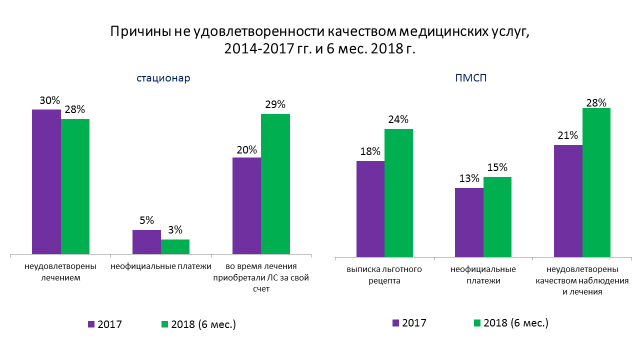 Причины не удовлетворенности качеством медицинских услуг,
2014-2017 гг. и 6 мес. 2018 г.
стационар
30%
28%
5%
3%
20%
29%
неудовлетворены
лечением
неофициальные платежи
во время лечения
приобретали ЛС за свой
счет
2017
2018 (6 мес.)
ПМСП
18%
24%
13%
15%
21%
28%
выписка льготного
рецепта
неофициальные
платежи
неудовлетворены
качеством наблюдения
и лечения
2017
2018 (6 мес.)